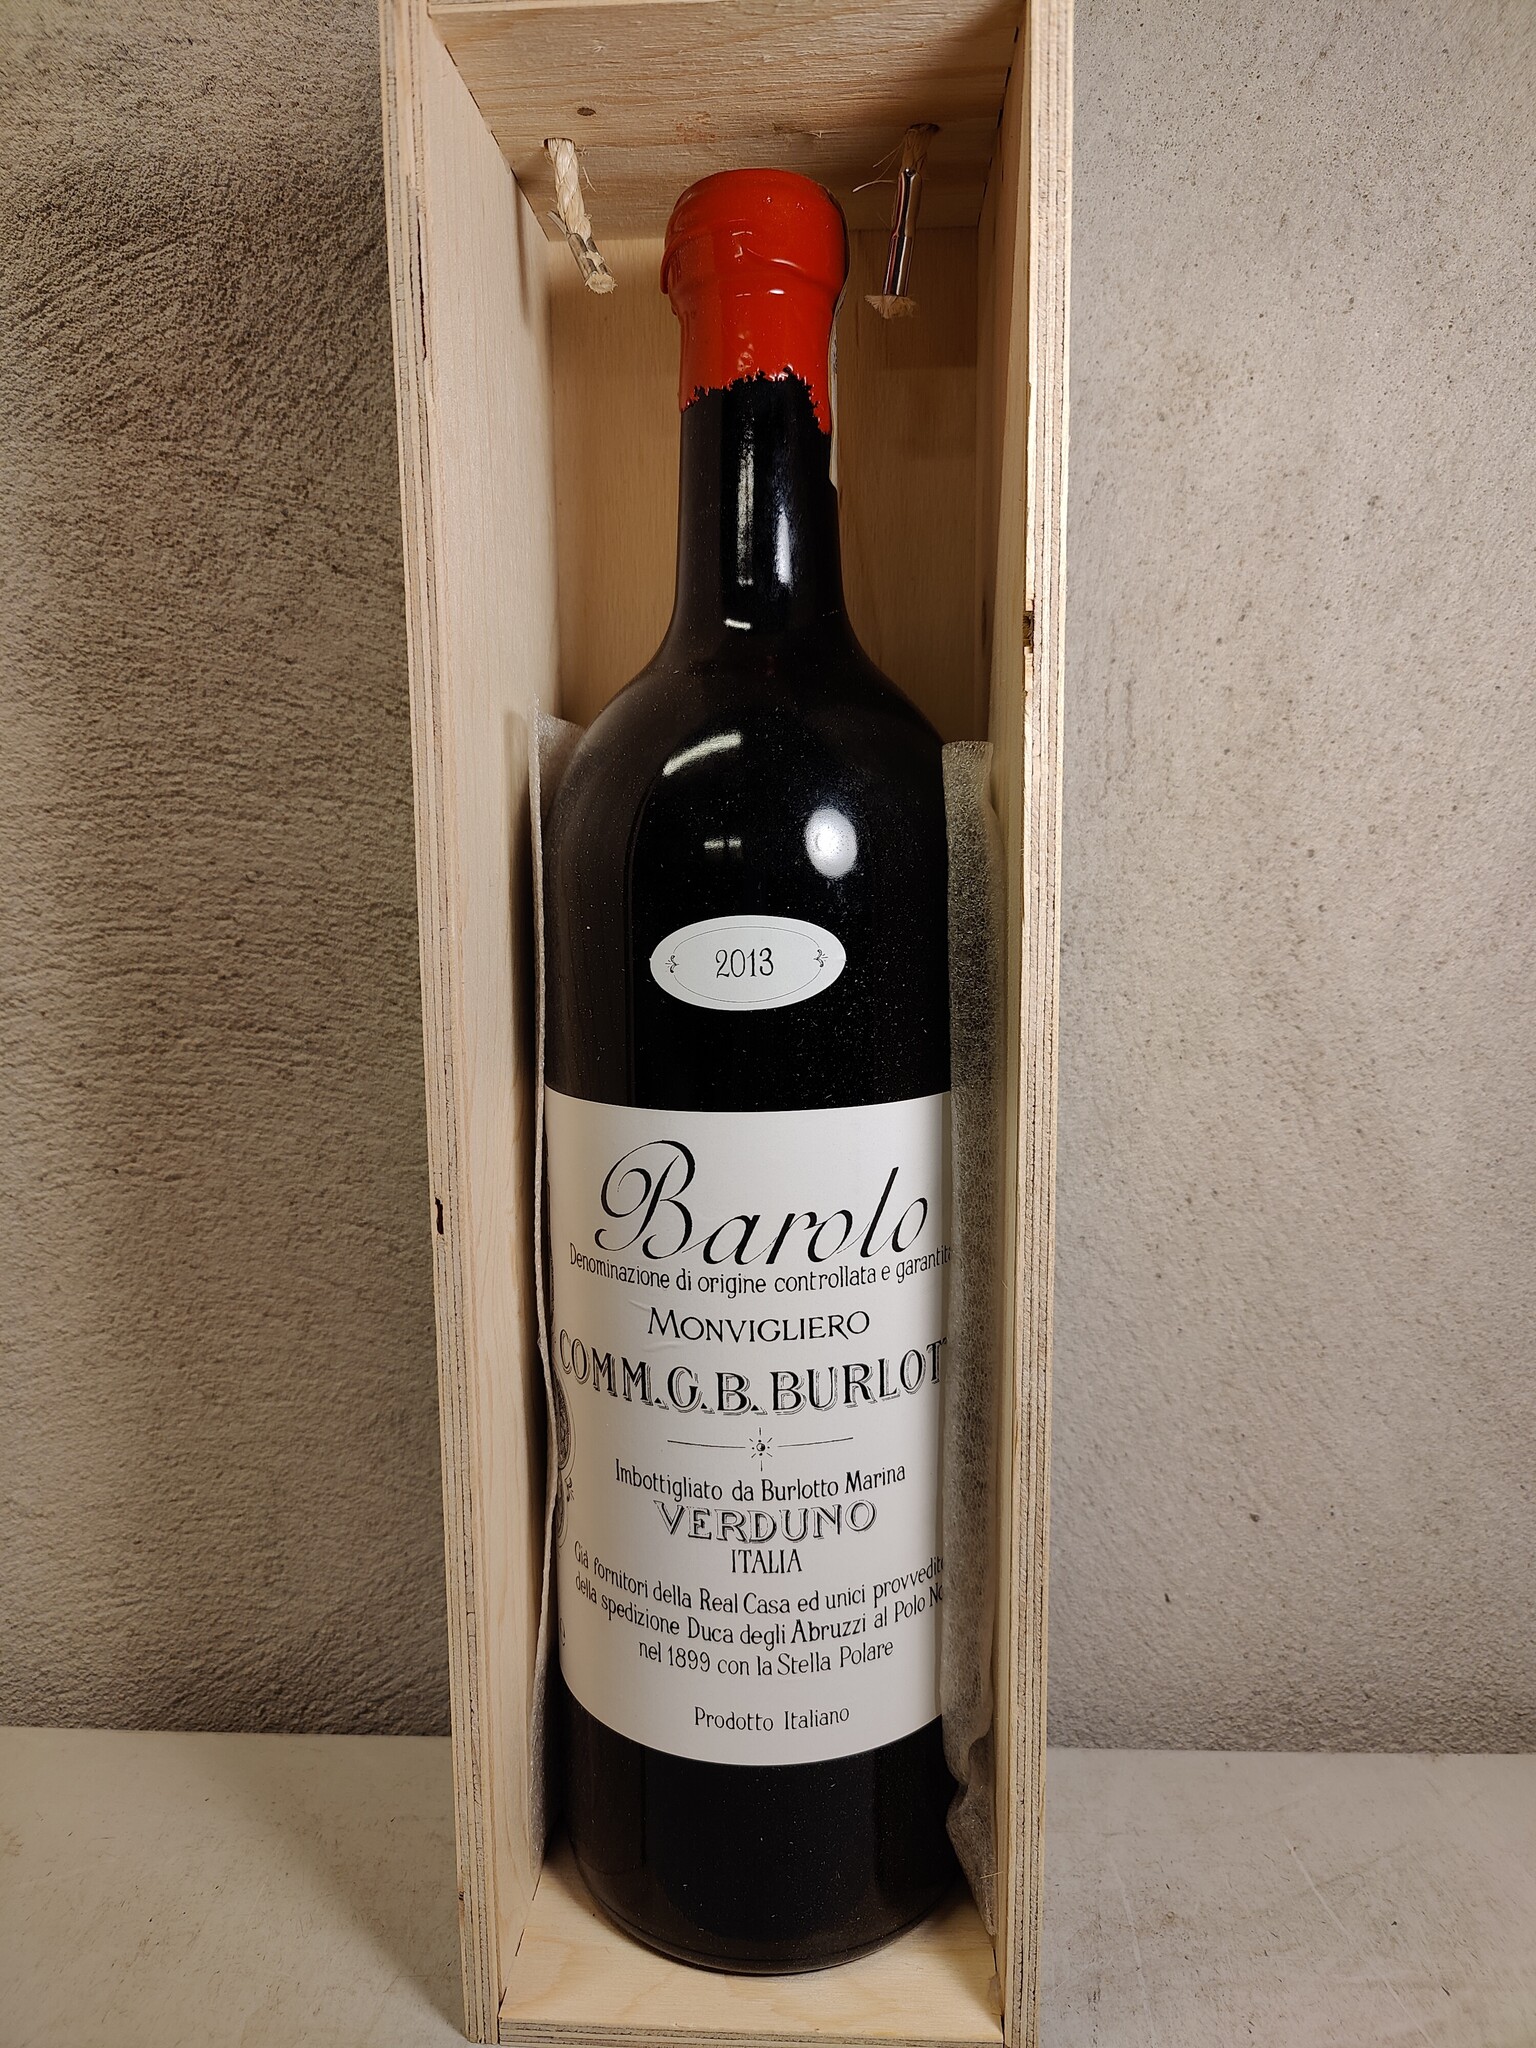 2013
Barolo
Denominazione di origine controllata e garantita
MONVIGLIERO
COMM. G. B. BURLOT
Imbottigliato da Burlotto Marina
VERDUNO
ITALIA
Già fornitori della Real Casa ed unici provvedit
della spedizione Duca degli Abruzzi al Polo No
nel 1899 con la Stella Polare
Prodotto Italiano